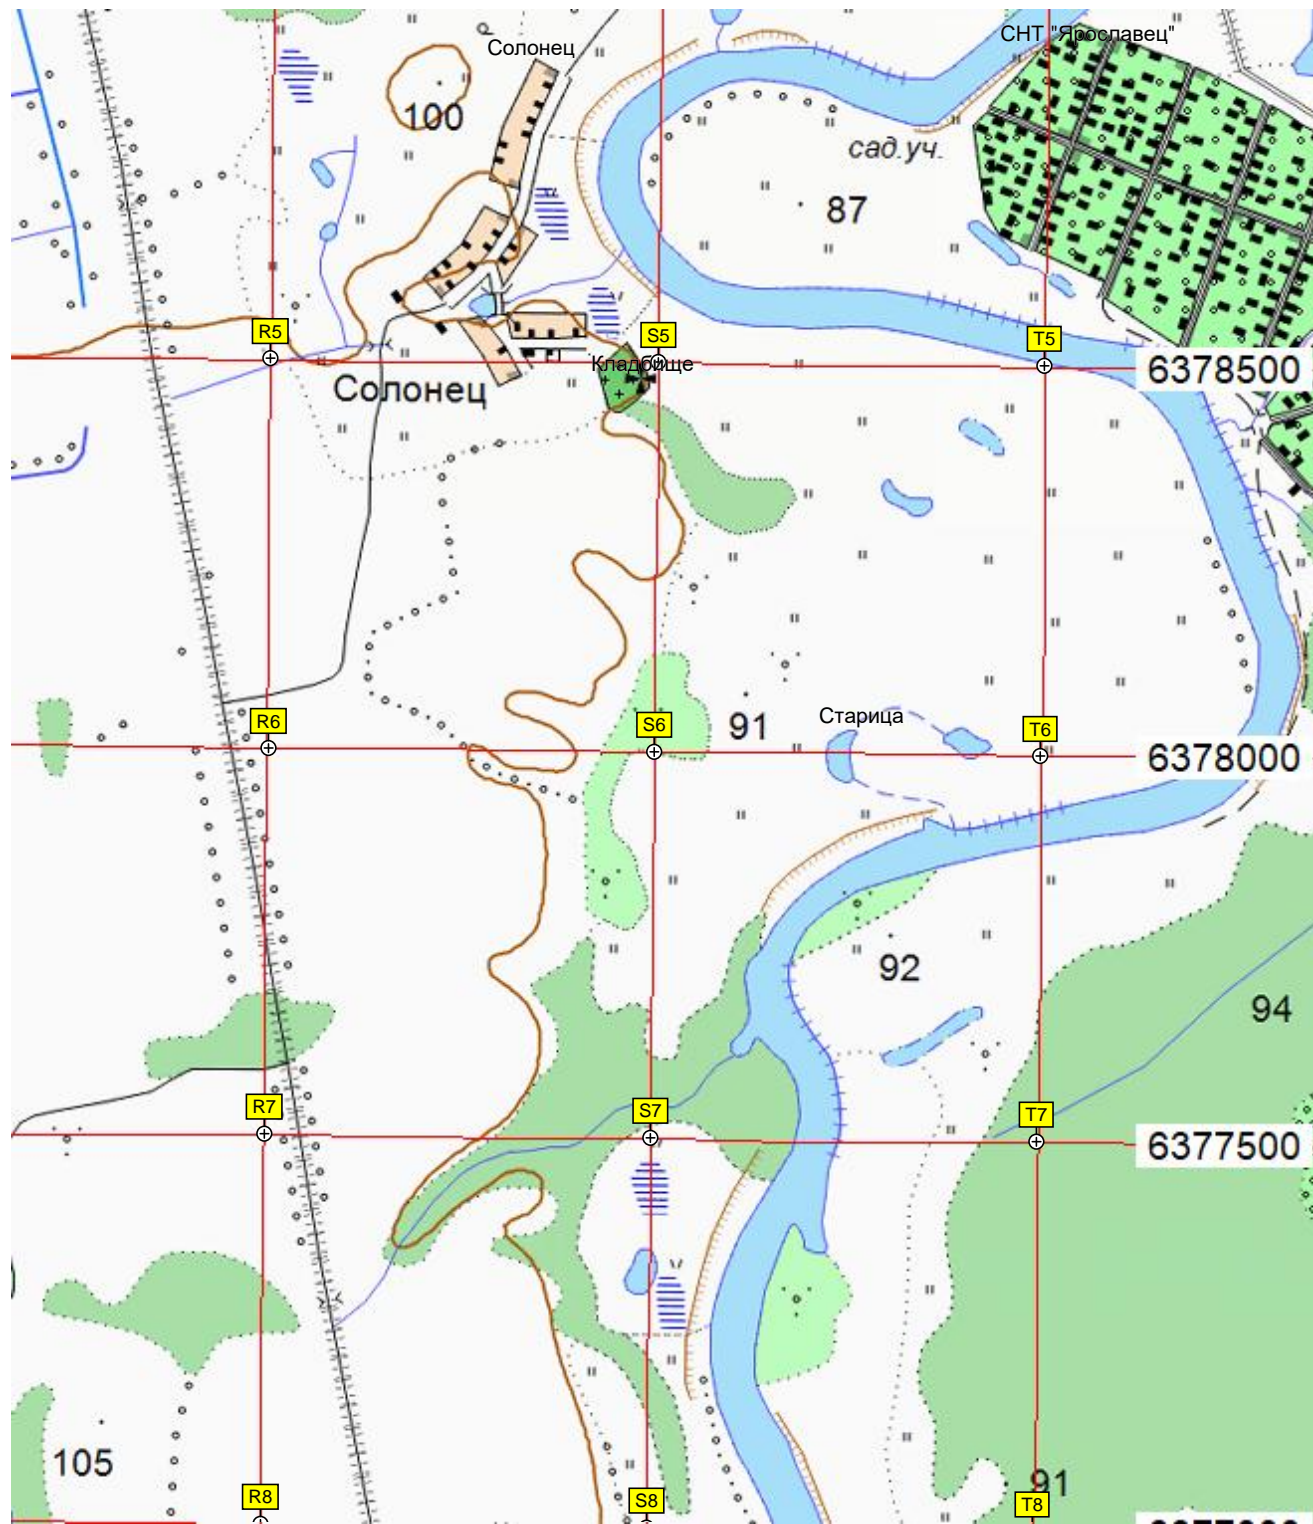 СНТ "Ярославец"
Солонец
100
сад.уч.
87
R5
S5
T5
Кладбище
6378500
Солонец
R6
S6
91
Старица
T6
6378000
92
94
R7
S7
T7
6377500
105
91
R8
S8
T8